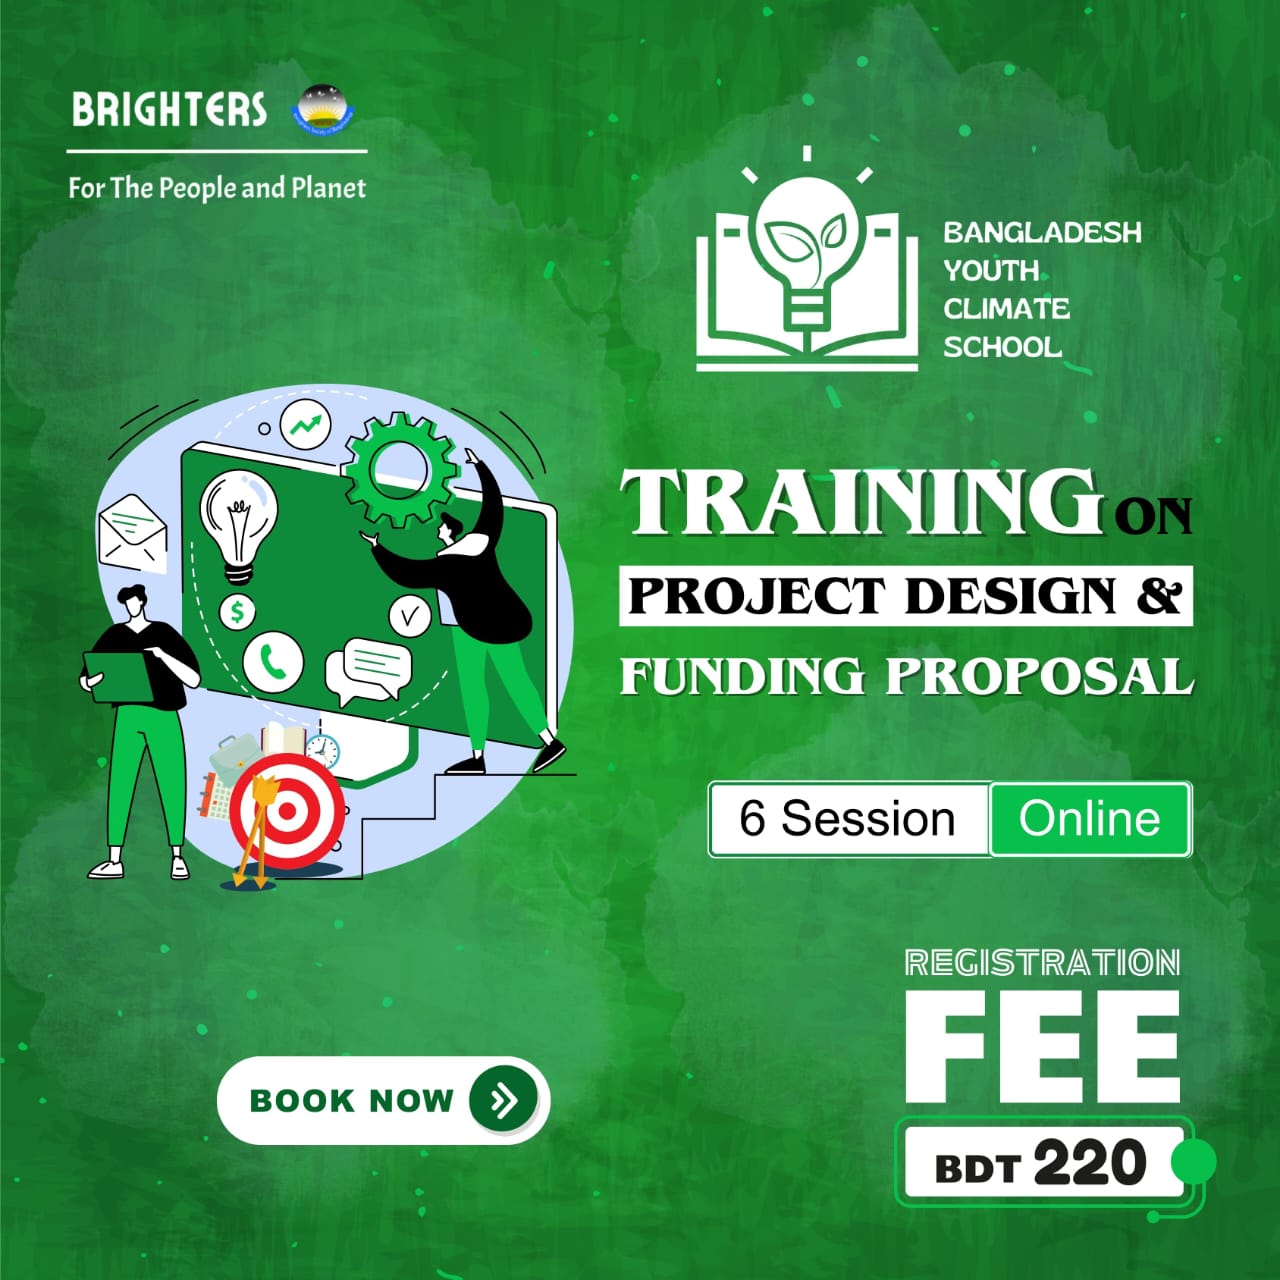 BRIGHTERS
For The People and Planet
BANGLADESH
YOUTH
CLIMATE
SCHOOL
TRAINING ON
PROJECT DESIGN &
FUNDING PROPOSAL
6 Session Online
REGISTRATION
FEE
BDT 220
BOOK NOW